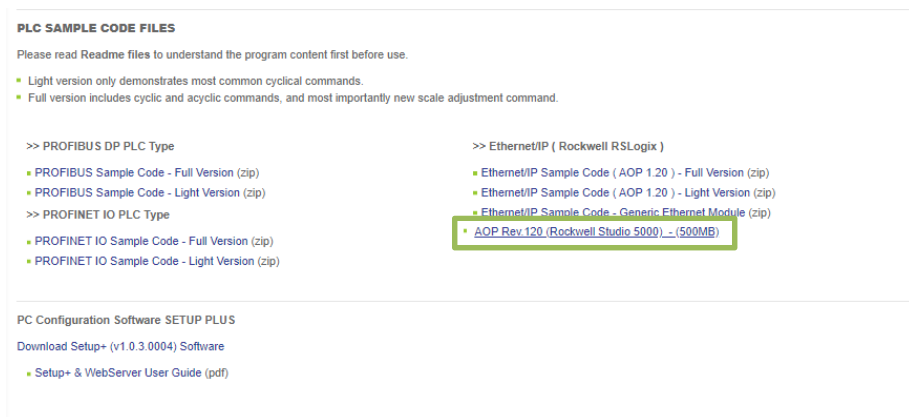 PLC SAMPLE CODE FILES
Please read Readme files to understand the program content first before use.
Light version only demonstrates most common cyclical commands.
Full version includes cyclic and acyclic commands, and most importantly new scale adjustment command.
>> PROFIBUS DP PLC Type
PROFIBUS Sample Code - Full Version (zip)
PROFIBUS Sample Code - Light Version (zip)
>> PROFINET IO PLC Type
PROFINET IO Sample Code - Full Version (zip)
PROFINET IO Sample Code - Light Version (zip)
>> Ethernet/IP ( Rockwell RSLogix )
Ethernet/IP Sample Code ( AOP 1.20 ) - Full Version (zip)
Ethernet/IP Sample Code ( AOP 1.20 ) - Light Version (zip)
Ethernet/IP Sample Code - Generic Ethernet Module (zip)
AOP Rev.120 (Rockwell Studio 5000) - (500MB)
PC Configuration Software SETUP PLUS
Download Setup+ (v1.0.3.0004) Software
Setup+ & WebServer User Guide (pdf)